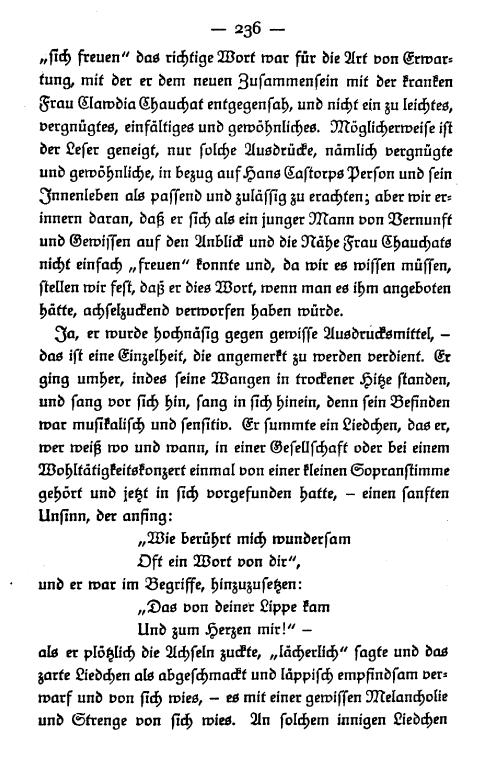 — 236 —
„sich freuen“ das richtige Wort war für die Art von Erwar-
tung, mit der er dem neuen Zusammensein mit der kranken
Frau Clawdia Chauchat entgegensah, und nicht ein zu leichtes,
vergnügtes, einfältiges und gewöhnliches. Möglicherweise ist
der Leser geneigt, nur solche Ausdrücke, nämlich vergnügte
und gewöhnliche, in bezug auf Hans Castorps Person und sein
Innenleben als passend und zulässig zu erachten; aber wir er-
innern daran, daß er sich als ein junger Mann von Vernunft
und Gewissen auf den Anblick und die Nähe Frau Chauchats
nicht einfach „freuen“ konnte und, da wir es wissen müssen,
stellen wir fest, daß er dies Wort, wenn man es ihm angeboten
hätte, achselzuckend verworfen haben würde.
Ja, er wurde hochnäsig gegen gewisse Ausdrucksmittel, –
das ist eine Einzelheit, die angemerkt zu werden verdient. Er
ging umher, indes seine Wangen in trockener Hitze standen,
und sang vor sich hin, sang in sich hinein, denn sein Befinden
war musikalisch und sensitiv. Er summte ein Liedchen, das er,
wer weiß wo und wann, in einer Gesellschaft oder bei einem
Wohltätigkeitskonzert einmal von einer kleinen Sopranstimme
gehört und jetzt in sich vorgefunden hatte, – einen sanften
Unsinn, der anfing:
„Wie berührt mich wundersam
Oft ein Wort von dir“,
und er war im Begriffe, hinzuzusetzen:
„Das von deiner Lippe kam
Und zum Herzen mir!“ –
als er plötzlich die Achseln zuckte, „lächerlich“ sagte und das
zarte Liedchen als abgeschmackt und läppisch empfindsam ver-
warf und von sich wies, – es mit einer gewissen Melancholie
und Strenge von sich wies. An solchem innigen Liedchen